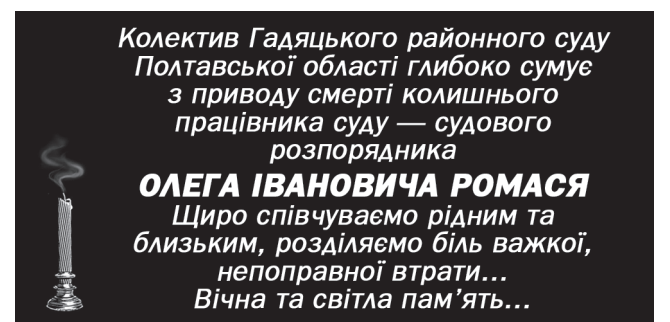 Колектив Гадяцького районного суду
Полтавської області глибоко сумує
з приводу смерті колишнього
працівника суду — судового
розпорядника
ОЛЕГА ІВАНОВИЧА РОМАСЯ
Щиро співчуваємо рідним та
близьким, розділяємо біль важкої,
непоправної втрати...
Вічна та світла пам’ять...